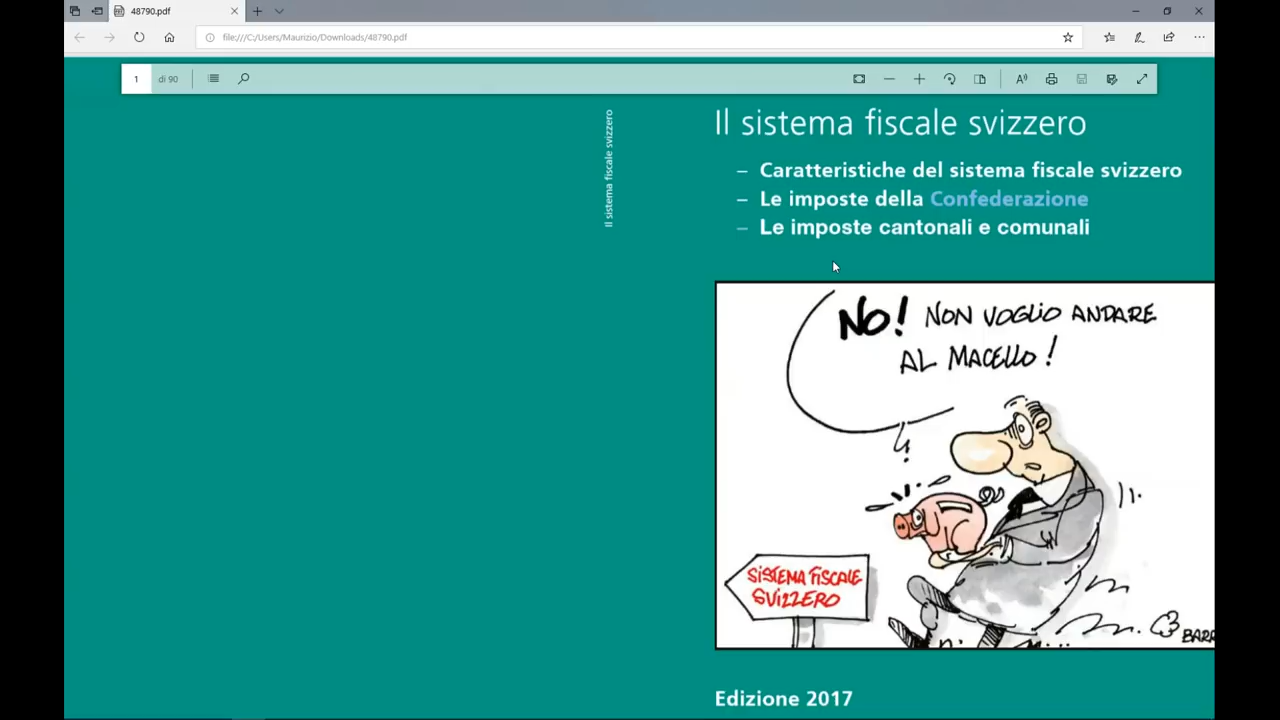 48790.pdf
file:///C:/Users/Maurizio/Downloads/48790.pdf
1 di 90
Il sistema fiscale svizzero
Il sistema fiscale svizzero
– Caratteristiche del sistema fiscale svizzero
– Le imposte della Confederazione
– Le imposte cantonali e comunali
NO! NON VOGLIO ANDARE
AL MACELLO!
SISTEMA FISCALE
SVIZZERO
Edizione 2017